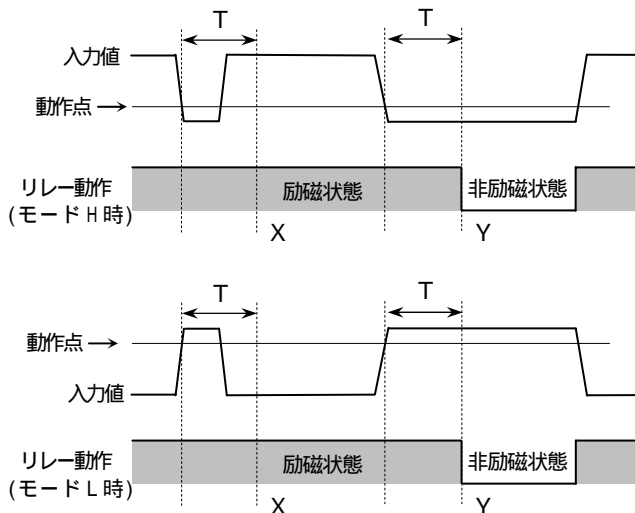 T T
入力値
動作点
リレー動作
(モードH時)
励磁状態 非励磁状態
X Y
T T
動作点
入力値
リレー動作
(モードL時)
励磁状態 非励磁状態
X Y